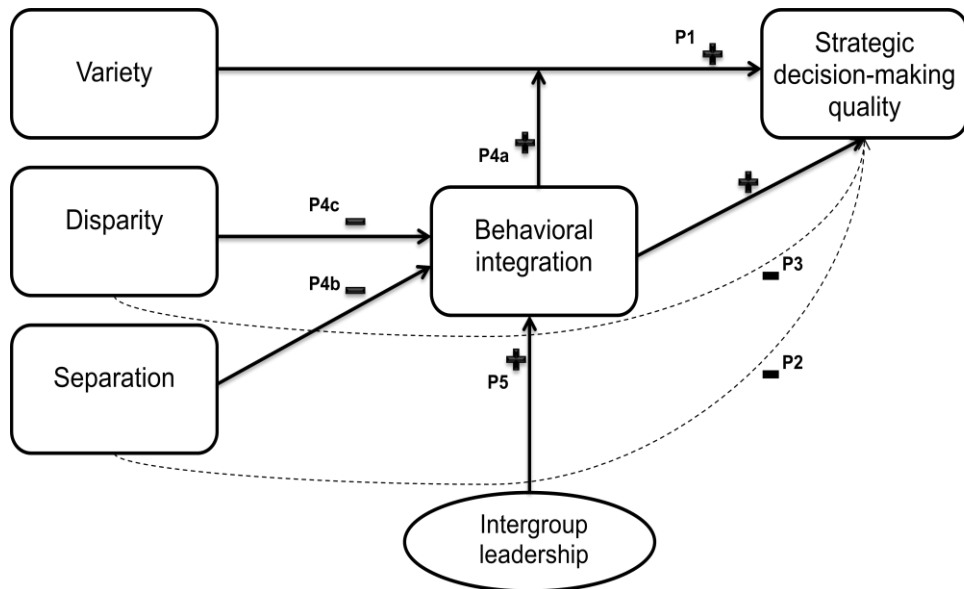 P1
Variety
+
Strategic
decision-making
quality
+
P4a
Disparity
P4c
-
Behavioral
integration
+
P3
-
P4b
-
Separation
+
P5
P2
-
Intergroup
leadership